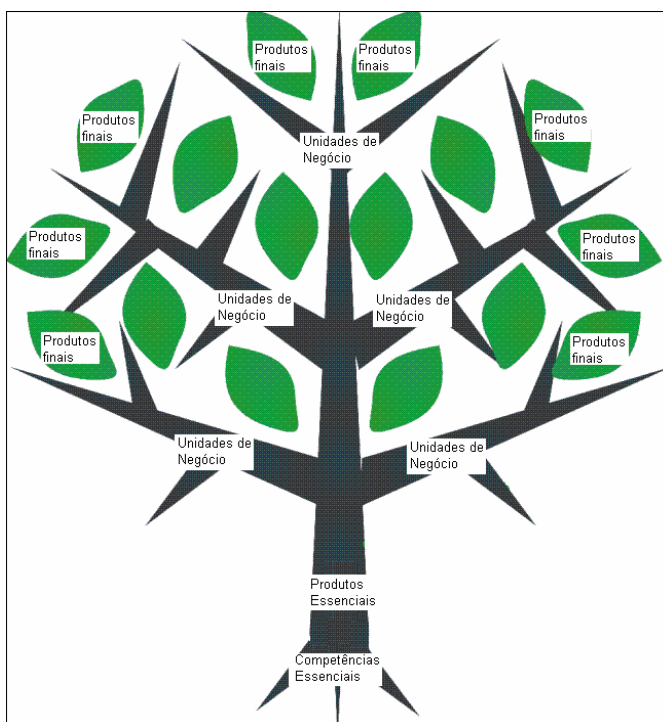 Produtos
finais
Produtos
finais
Produtos
finais
Produtos
finais
Unidades de
Negócio
Produtos
finais
Produtos
finais
Unidades de
Negócio
Unidades de
Negócio
Produtos
finais
Produtos
finais
Unidades de
Negócio
Unidades de
Negócio
Produtos
Essenciais
Competências
Essenciais